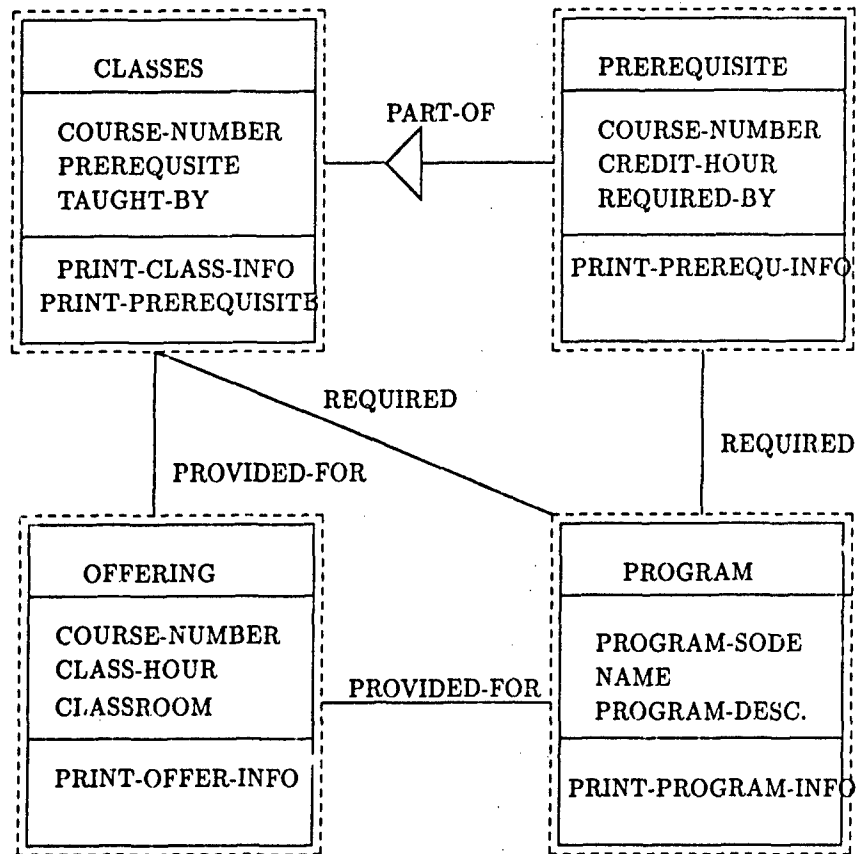 CLASSES
COURSE-NUMBER
PREREQUSITE
TAUGHT-BY
PRINT-CLASS-INFO
PRINT-PREREQUISITE
PART-OF
PREREQUISITE
COURSE-NUMBER
CREDIT-HOUR
REQUIRED-BY
PRINT-PREREQU-INFO
REQUIRED
REQUIRED
PROVIDED-FOR
OFFERING
COURSE-NUMBER
CLASS-HOUR
CLASSROOM
PRINT-OFFER-INFO
PROVIDED-FOR
PROGRAM
PROGRAM-SODE
NAME
PROGRAM-DESC.
PRINT-PROGRAM-INFO